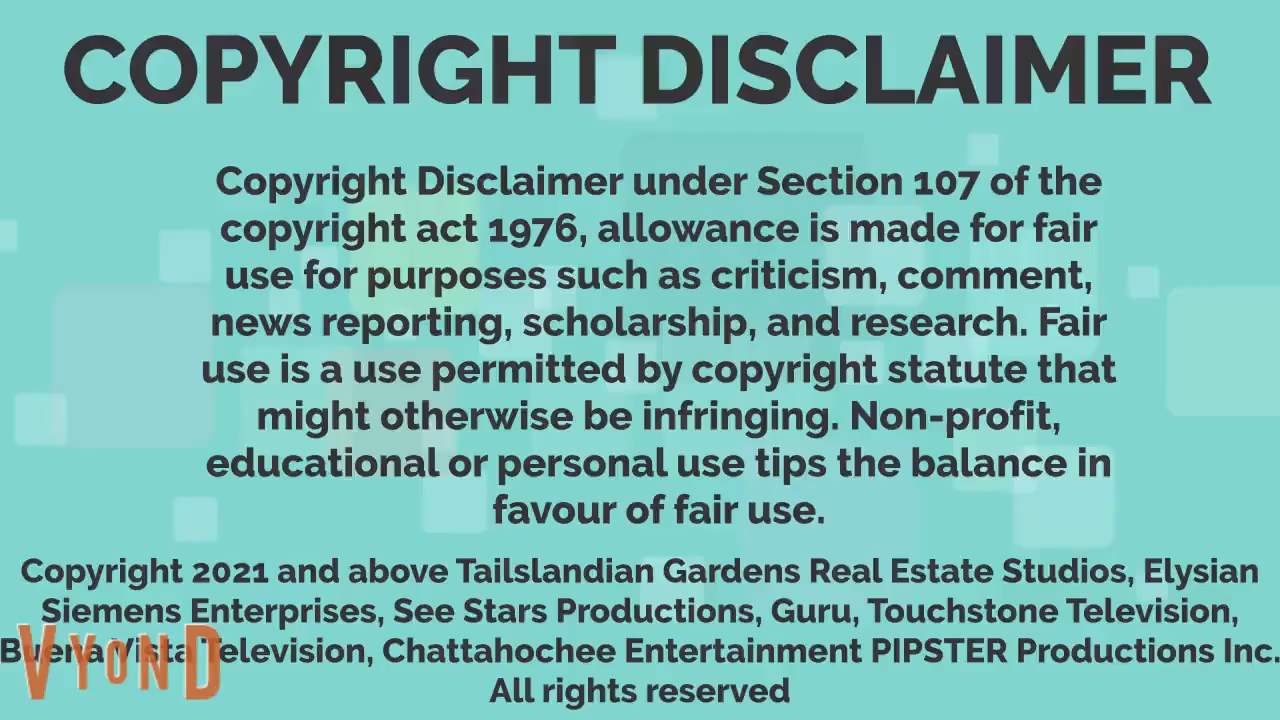 COPYRIGHT DISCLAIMER
Copyright Disclaimer under Section 107 of the
copyright act 1976, allowance is made for fair
use for purposes such as criticism, comment,
news reporting, scholarship, and research. Fair
use is a use permitted by copyright statute that
might otherwise be infringing. Non-profit,
educational or personal use tips the balance in
favour of fair use.
Copyright 2021 and above Tailslandian Gardens Real Estate Studios, Elysian
Siemens Enterprises, See Stars Productions, Guru, Touchstone Television,
Buena Vista Television, Chattahochee Entertainment PIPSTER Productions Inc.
All rights reserved
VYOND